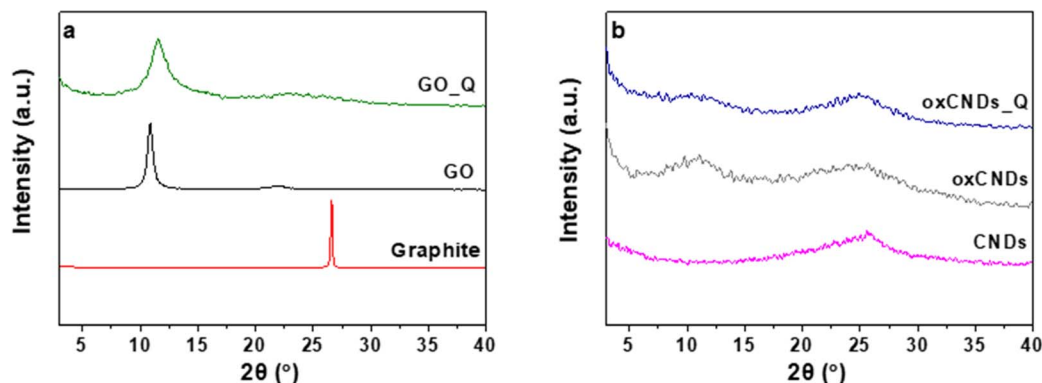 a
Intensity (a.u.)
GO_Q
GO
Graphite
5 10 15 20 25 30 35 40
2θ (°)
b
Intensity (a.u.)
oxCNDs_Q
oxCNDs
CNDs
5 10 15 20 25 30 35 40
2θ (°)